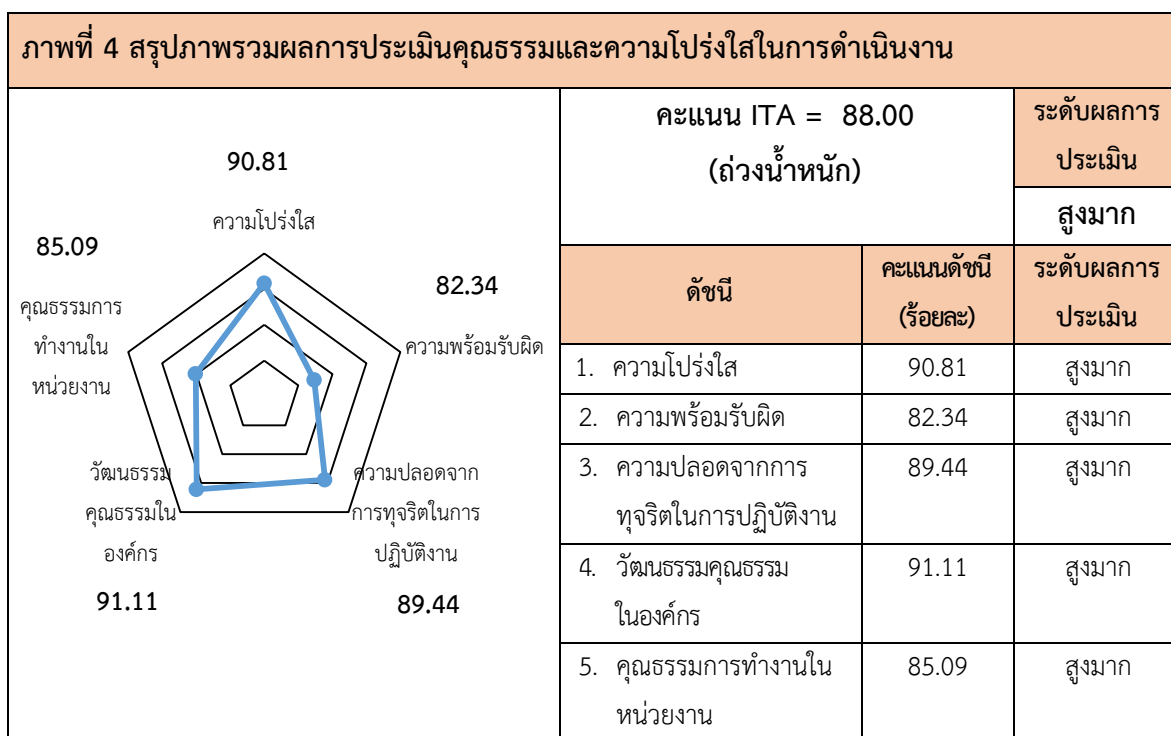 ภาพที่ 4 สรุปภาพรวมผลการประเมินคุณธรรมและความโปร่งใสในการดำเนินงาน
90.81
ความโปร่งใส
85.09
คุณธรรมการ
ทำงานใน
หน่วยงาน
82.34
ความพร้อมรับผิด
วัฒนธรรม
คุณธรรมใน
องค์กร
91.11
ความปลอดจาก
การทุจริตในการ
ปฏิบัติงาน
89.44
คะแนน ITA = 88.00
(ถ่วงน้ำหนัก)
ระดับผลการ
ประเมิน
สูงมาก
ดัชนี
คะแนนดัชนี
(ร้อยละ)
ระดับผลการ
ประเมิน
1. ความโปร่งใส 90.81 สูงมาก
2. ความพร้อมรับผิด 82.34 สูงมาก
3. ความปลอดจากการ 89.44 สูงมาก
ทุจริตในการปฏิบัติงาน
4. วัฒนธรรมคุณธรรม 91.11 สูงมาก
ในองค์กร
5. คุณธรรมการทำงานใน 85.09 สูงมาก
หน่วยงาน